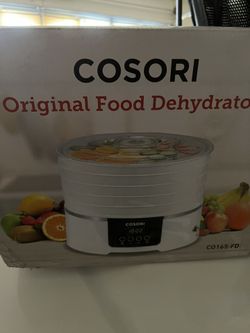 COSORI
Original Food Dehydrato
COSORI
CO165-FD